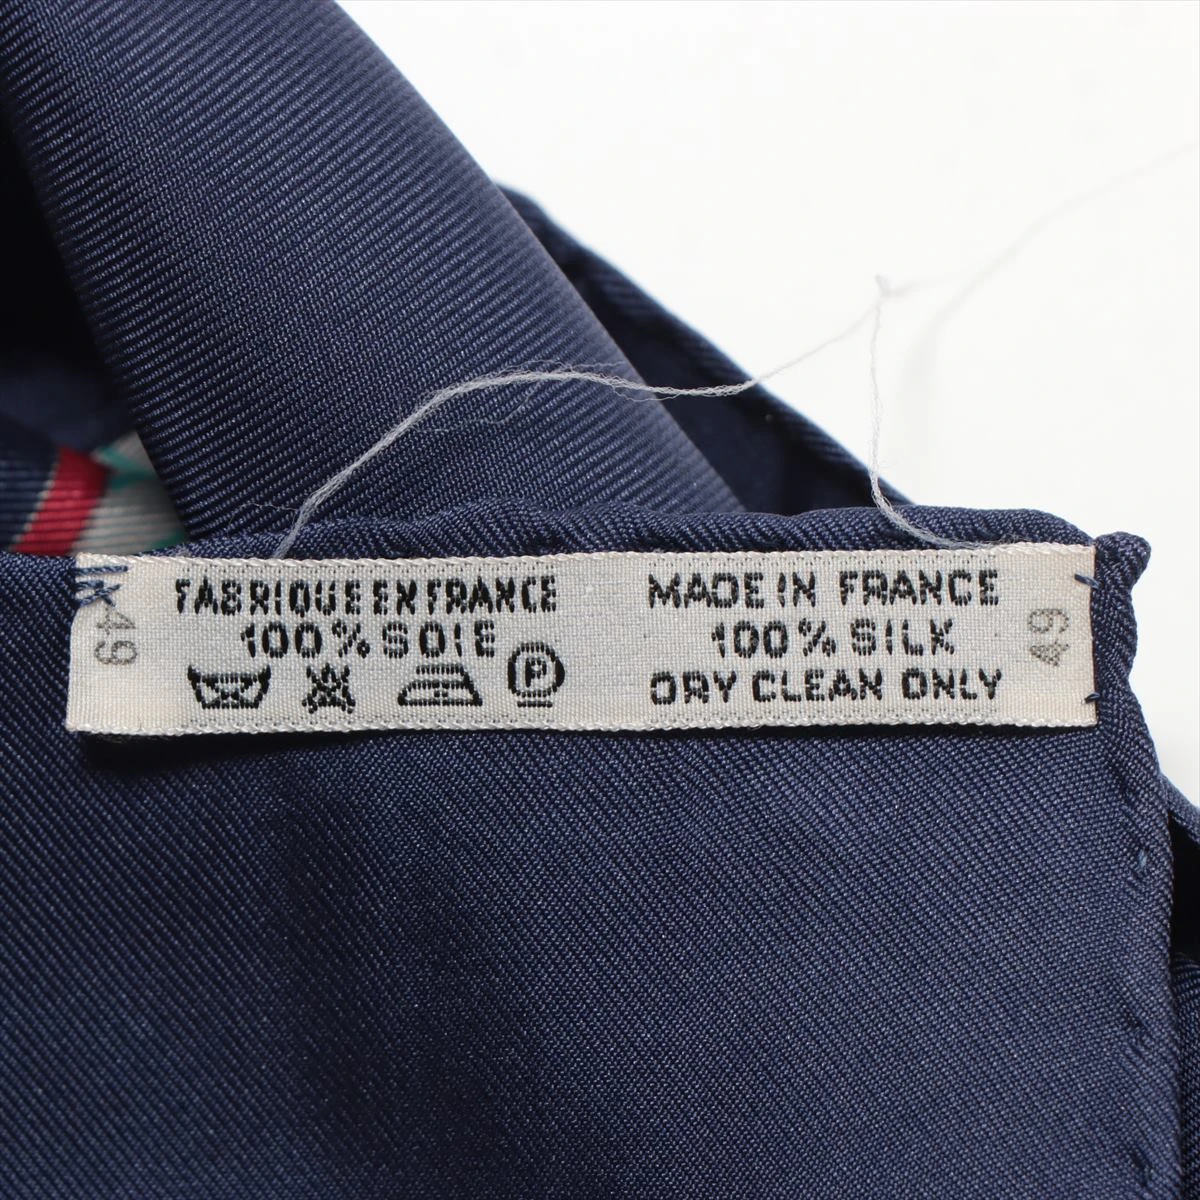 FABRIQUE EN FRANCE
100% SOIE
P
MADE IN FRANCE
100% SILK
DRY CLEAN ONLY
49
49